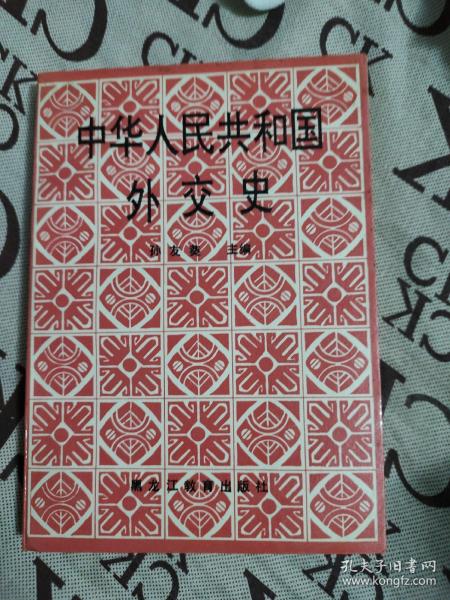 中华人民共和国
外交史
孙友葵 主编
黑龙江教育出版社
孔夫子旧书网
www.kongfz.com